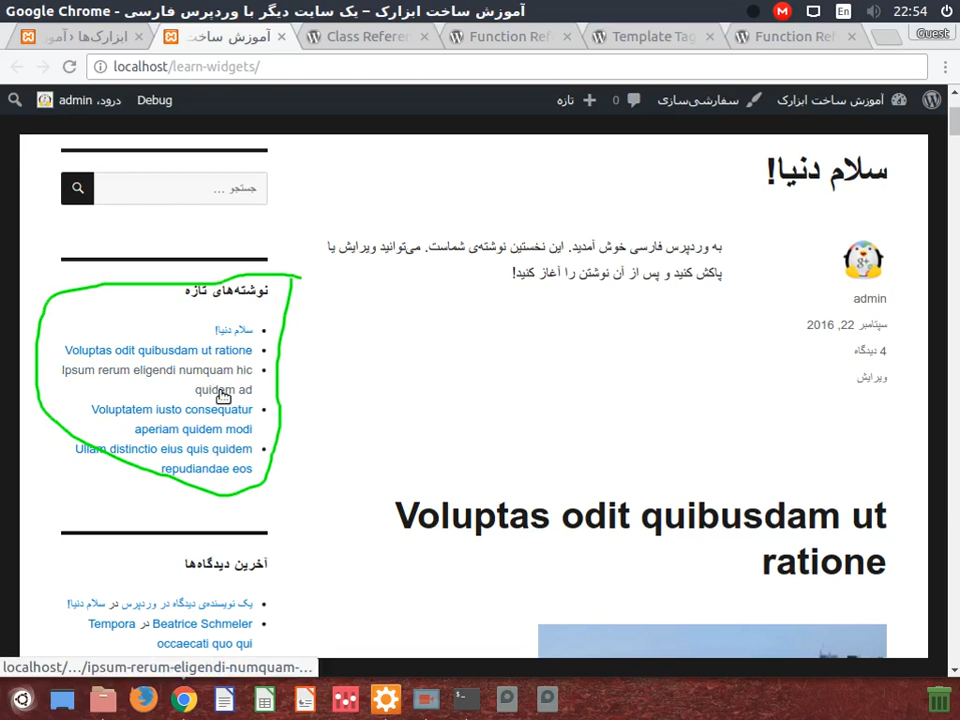 Google Chrome آموزش ساخت ابزارک – یک سایت دیگر با وردپرس فارسی -
En 22:54
ابزارک‌ها ‹ آموز
آموزش ساخت
Class Referen
Function Ref
Template Tag
Function Ref
Guest
localhost/learn-widgets/
درود، admin
Debug
تازه
0
سفارشی‌سازی
آموزش ساخت ابزارک
سلام دنیا!
به وردپرس فارسی خوش آمدید. این نخستین نوشته‌ی شماست. می‌توانید ویرایش یا
پاکش کنید و پس از آن نوشتن را آغاز کنید!
admin
سپتامبر 22, 2016
4 دیدگاه
ویرایش
Voluptas odit quibusdam ut
ratione
جستجو …
نوشته‌های تازه
سلام دنیا!
Voluptas odit quibusdam ut ratione
Ipsum rerum eligendi numquam hic
quidem ad
Voluptatem iusto consequatur
aperiam quidem modi
Ullam distinctio eius quis quidem
repudiandae eos
آخرین دیدگاه‌ها
یک نویسنده‌ی دیدگاه در وردپرس در سلام دنیا!
Beatrice Schmeler در Tempora
occaecati quo qui
localhost/.../ipsum-rerum-eligendi-numquam-...